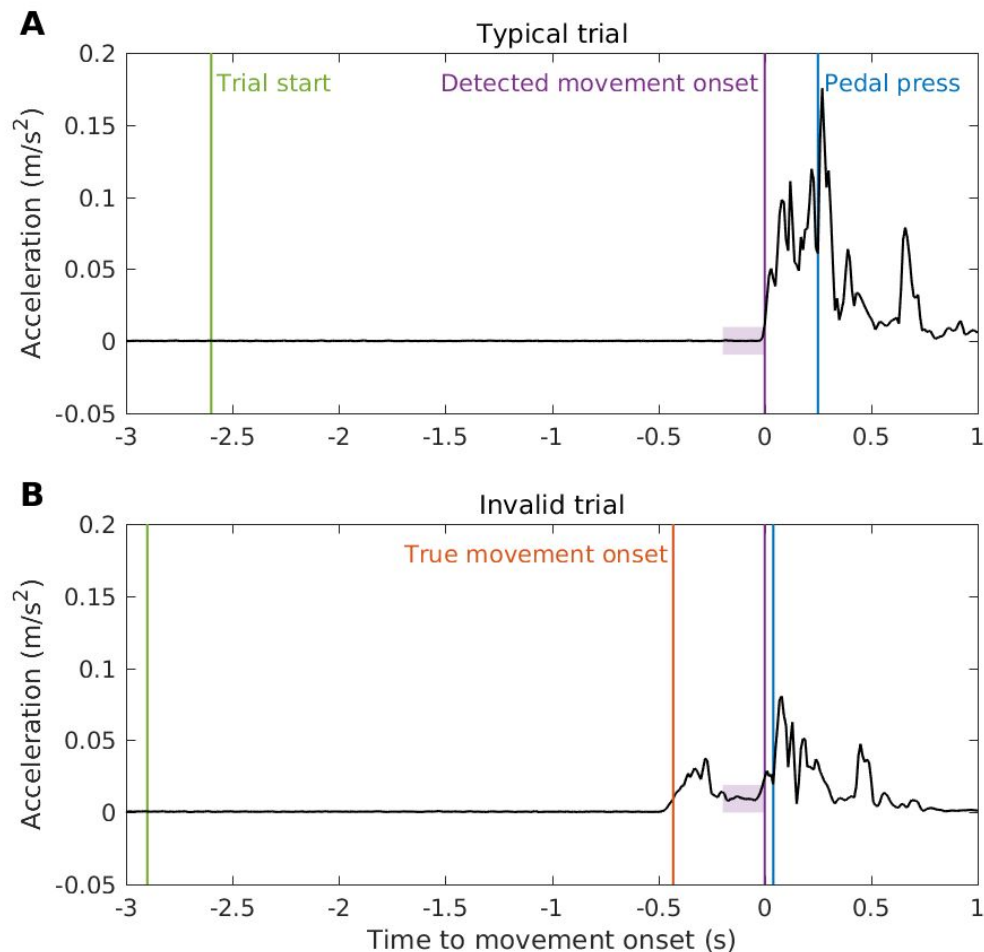 A
Typical trial
Trial start
Detected movement onset
Pedal press
Acceleration (m/s²)
0.2
0.15
0.1
0.05
0
-0.05
-3 -2.5 -2 -1.5 -1 -0.5 0 0.5 1
B
Invalid trial
True movement onset
Acceleration (m/s²)
0.2
0.15
0.1
0.05
0
-0.05
-3 -2.5 -2 -1.5 -1 -0.5 0 0.5 1
Time to movement onset (s)